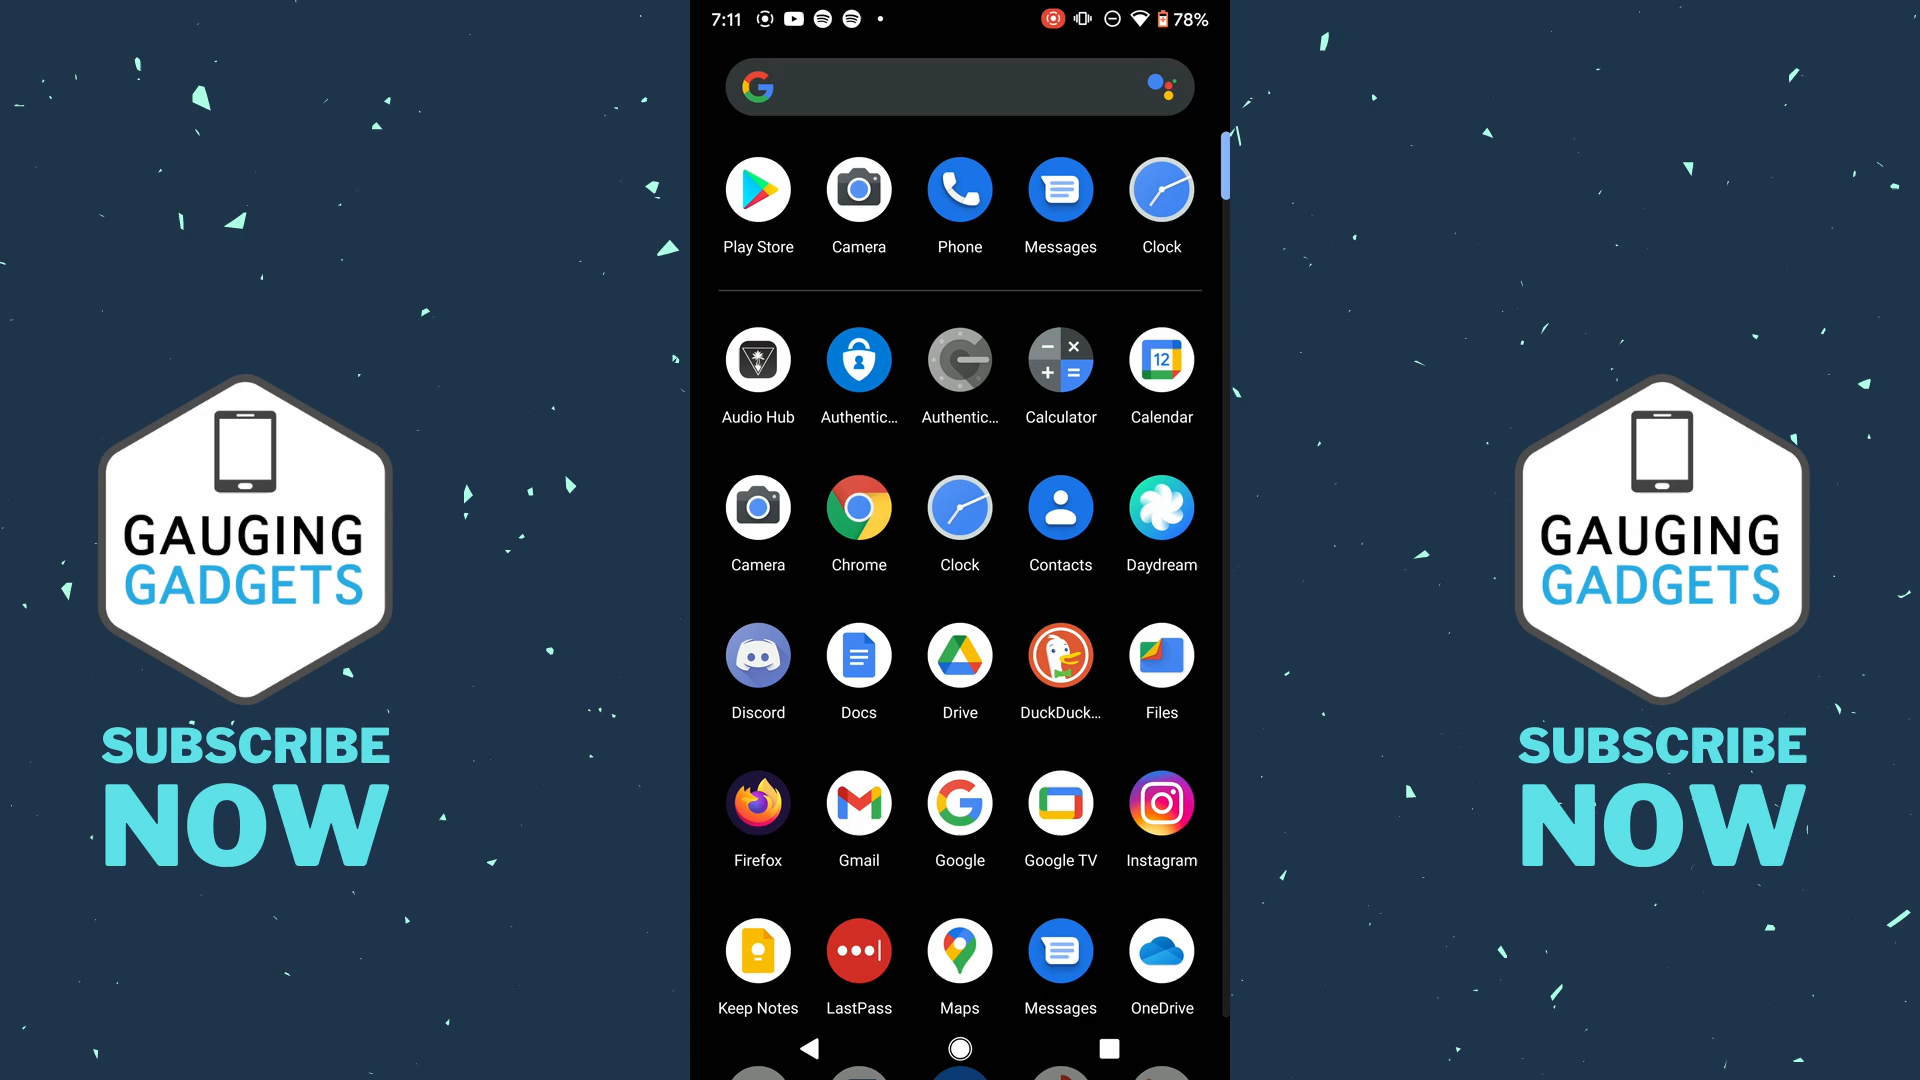 7:11
78%
Play Store Camera Phone Messages Clock
Audio Hub Authentic... Authentic... Calculator Calendar
12
Camera Chrome Clock Contacts Daydream
Discord Docs Drive DuckDuck... Files
Firefox Gmail Google Google TV Instagram
Keep Notes LastPass Maps Messages OneDrive
GAUGING
GADGETS
SUBSCRIBE
NOW
GAUGING
GADGETS
SUBSCRIBE
NOW